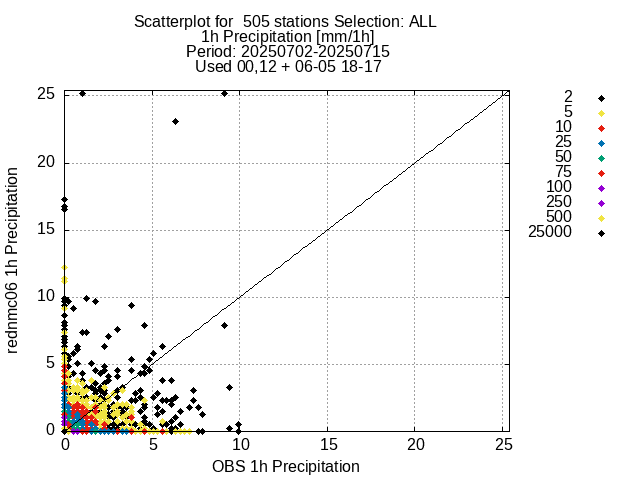 Scatterplot for  505 stations Selection: ALL
1h Precipitation [mm/1h]
Period: 20250702-20250715
Used 00,12 + 06-05 18-17
rednmc06 1h Precipitation
25
20
15
10
5
0
0 5 10 15 20 25
OBS 1h Precipitation
2
5
10
25
50
75
100
250
500
25000